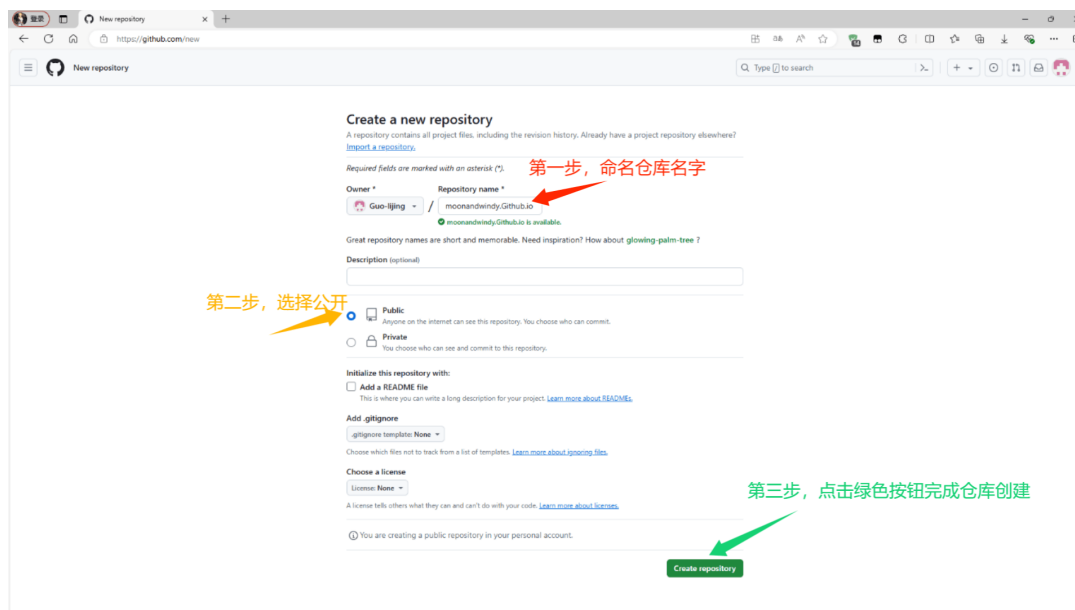 登录 New repository
https://github.com/new
New repository Type / to search
Create a new repository
A repository contains all project files, including the revision history. Already have a project repository elsewhere?
Import a repository.
Required fields are marked with an asterisk (*).
第一步，命名仓库名字
Owner * Repository name *
Guo-lijing / moonandwindy.Github.io
moonandwindy.Github.io is available.
Great repository names are short and memorable. Need inspiration? How about glowing-palm-tree ?
Description (optional)
第二步，选择公开
Public
Anyone on the internet can see this repository. You choose who can commit.
Private
You choose who can see and commit to this repository.
Initialize this repository with:
Add a README file
This is where you can write a long description for your project. Learn more about READMEs.
Add .gitignore
.gitignore template: None
Choose which files not to track from a list of templates. Learn more about ignoring files.
Choose a license
License: None
A license tells others what they can and can't do with your code. Learn more about licenses.
第三步，点击绿色按钮完成仓库创建
You are creating a public repository in your personal account.
Create repository